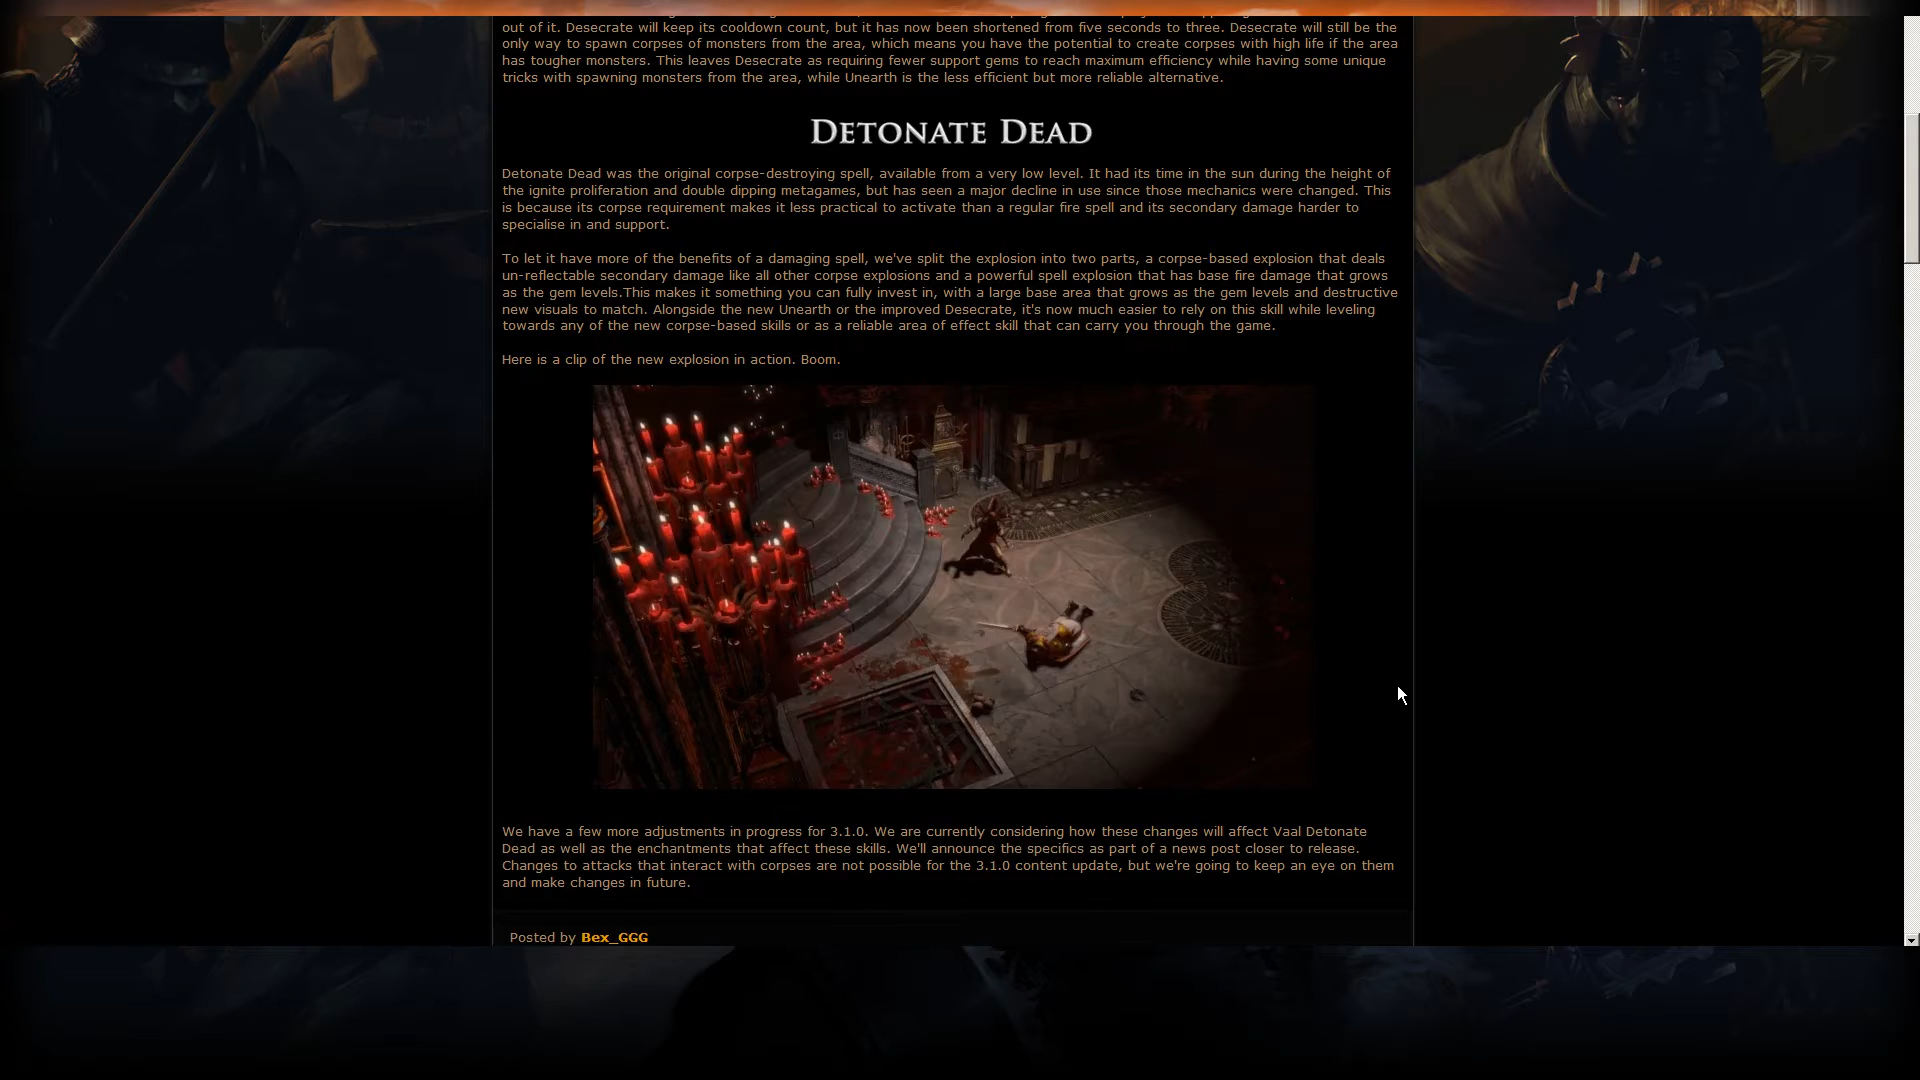 out of it. Desecrate will keep its cooldown count, but it has now been shortened from five seconds to three. Desecrate will still be the
only way to spawn corpses of monsters from the area, which means you have the potential to create corpses with high life if the area
has tougher monsters. This leaves Desecrate as requiring fewer support gems to reach maximum efficiency while having some unique
tricks with spawning monsters from the area, while Unearth is the less efficient but more reliable alternative.
DETONATE DEAD
Detonate Dead was the original corpse-destroying spell, available from a very low level. It had its time in the sun during the height of
the ignite proliferation and double dipping metagames, but has seen a major decline in use since those mechanics were changed. This
is because its corpse requirement makes it less practical to activate than a regular fire spell and its secondary damage harder to
specialise in and support.
To let it have more of the benefits of a damaging spell, we've split the explosion into two parts, a corpse-based explosion that deals
un-reflectable secondary damage like all other corpse explosions and a powerful spell explosion that has base fire damage that grows
as the gem levels.This makes it something you can fully invest in, with a large base area that grows as the gem levels and destructive
new visuals to match. Alongside the new Unearth or the improved Desecrate, it's now much easier to rely on this skill while leveling
towards any of the new corpse-based skills or as a reliable area of effect skill that can carry you through the game.
Here is a clip of the new explosion in action. Boom.
We have a few more adjustments in progress for 3.1.0. We are currently considering how these changes will affect Vaal Detonate
Dead as well as the enchantments that affect these skills. We'll announce the specifics as part of a news post closer to release.
Changes to attacks that interact with corpses are not possible for the 3.1.0 content update, but we're going to keep an eye on them
and make changes in future.
Posted by Bex_GGG